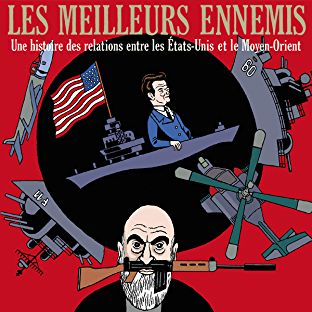 LES MEILLEURS ENNEMIS
Une histoire des relations entre les États-Unis et le Moyen-Orient